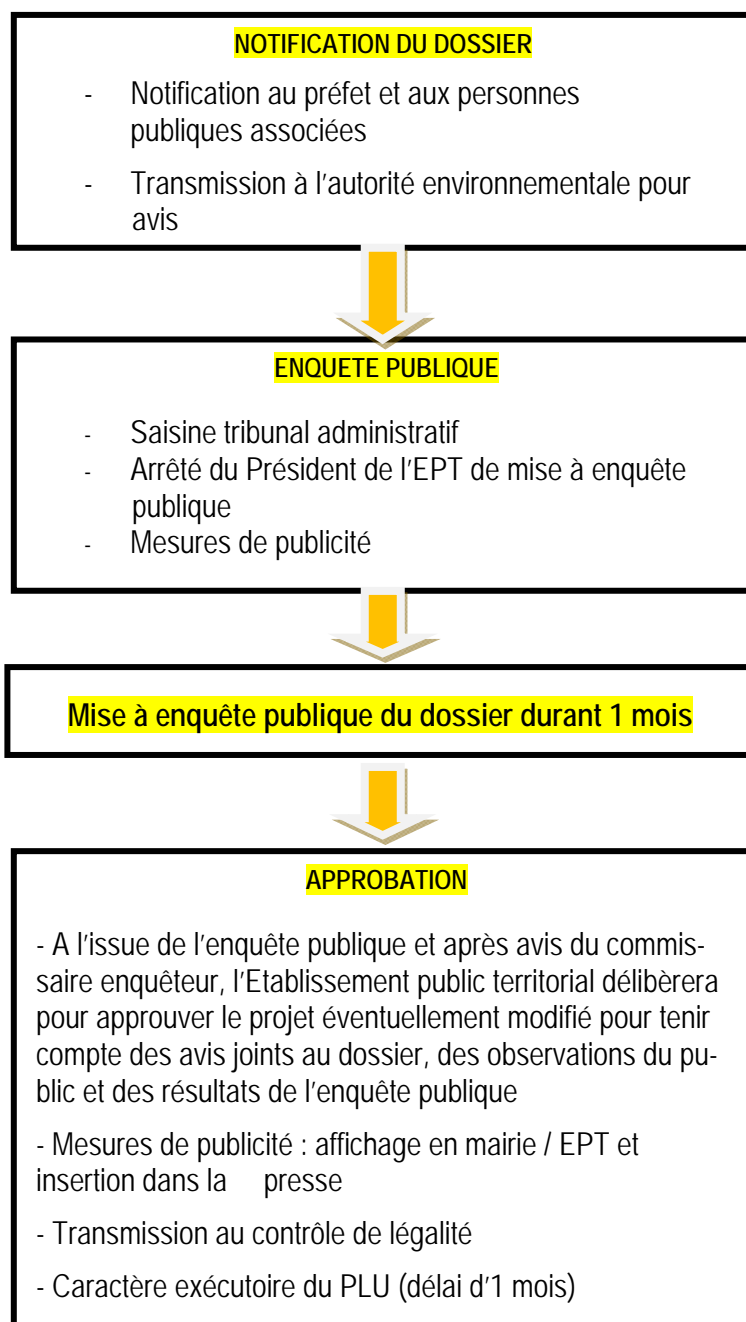 NOTIFICATION DU DOSSIER
- Notification au préfet et aux personnes
publiques associées
- Transmission à l'autorité environnementale pour
avis
ENQUETE PUBLIQUE
- Saisine tribunal administratif
- Arrêté du Président de l'EPT de mise à enquête
publique
- Mesures de publicité
Mise à enquête publique du dossier durant 1 mois
APPROBATION
- A l'issue de l'enquête publique et après avis du commis-
saire enquêteur, l'Etablissement public territorial délibèrera
pour approuver le projet éventuellement modifié pour tenir
compte des avis joints au dossier, des observations du pu-
blic et des résultats de l'enquête publique
- Mesures de publicité : affichage en mairie / EPT et
insertion dans la presse
- Transmission au contrôle de légalité
- Caractère exécutoire du PLU (délai d'1 mois)